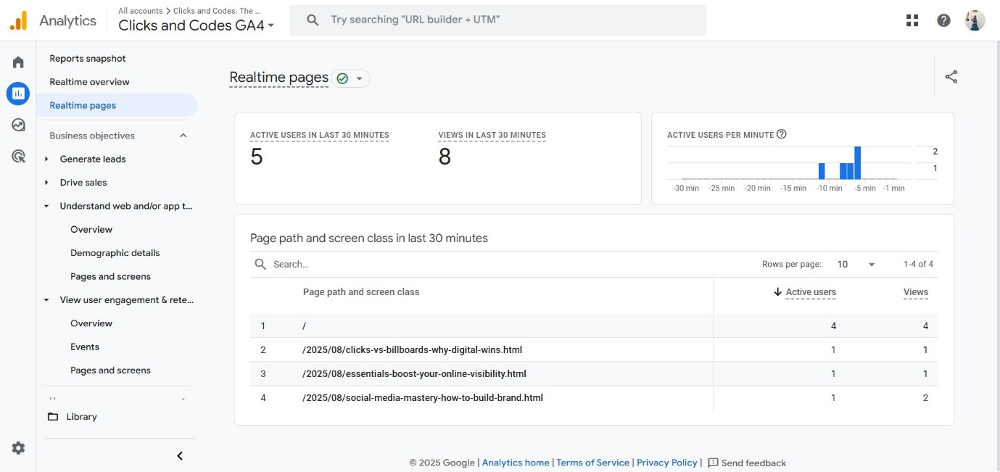 Analytics
All accounts > Clicks and Codes: The ...
Clicks and Codes GA4
Try searching "URL builder + UTM"
Reports snapshot
Realtime overview
Realtime pages
Business objectives
Generate leads
Drive sales
Understand web and/or app t...
Overview
Demographic details
Pages and screens
View user engagement & rete...
Overview
Events
Pages and screens
Library
Realtime pages
ACTIVE USERS IN LAST 30 MINUTES
5
VIEWS IN LAST 30 MINUTES
8
ACTIVE USERS PER MINUTE
2
1
-30 min -25 min -20 min -15 min -10 min -5 min -1 min
Page path and screen class in last 30 minutes
Search...
Rows per page: 10 1-4 of 4
Page path and screen class Active users Views
1 / 4 4
2 /2025/08/clicks-vs-billboards-why-digital-wins.html 1 1
3 /2025/08/essentials-boost-your-online-visibility.html 1 1
4 /2025/08/social-media-mastery-how-to-build-brand.html 1 2
© 2025 Google | Analytics home | Terms of Service | Privacy Policy | Send feedback